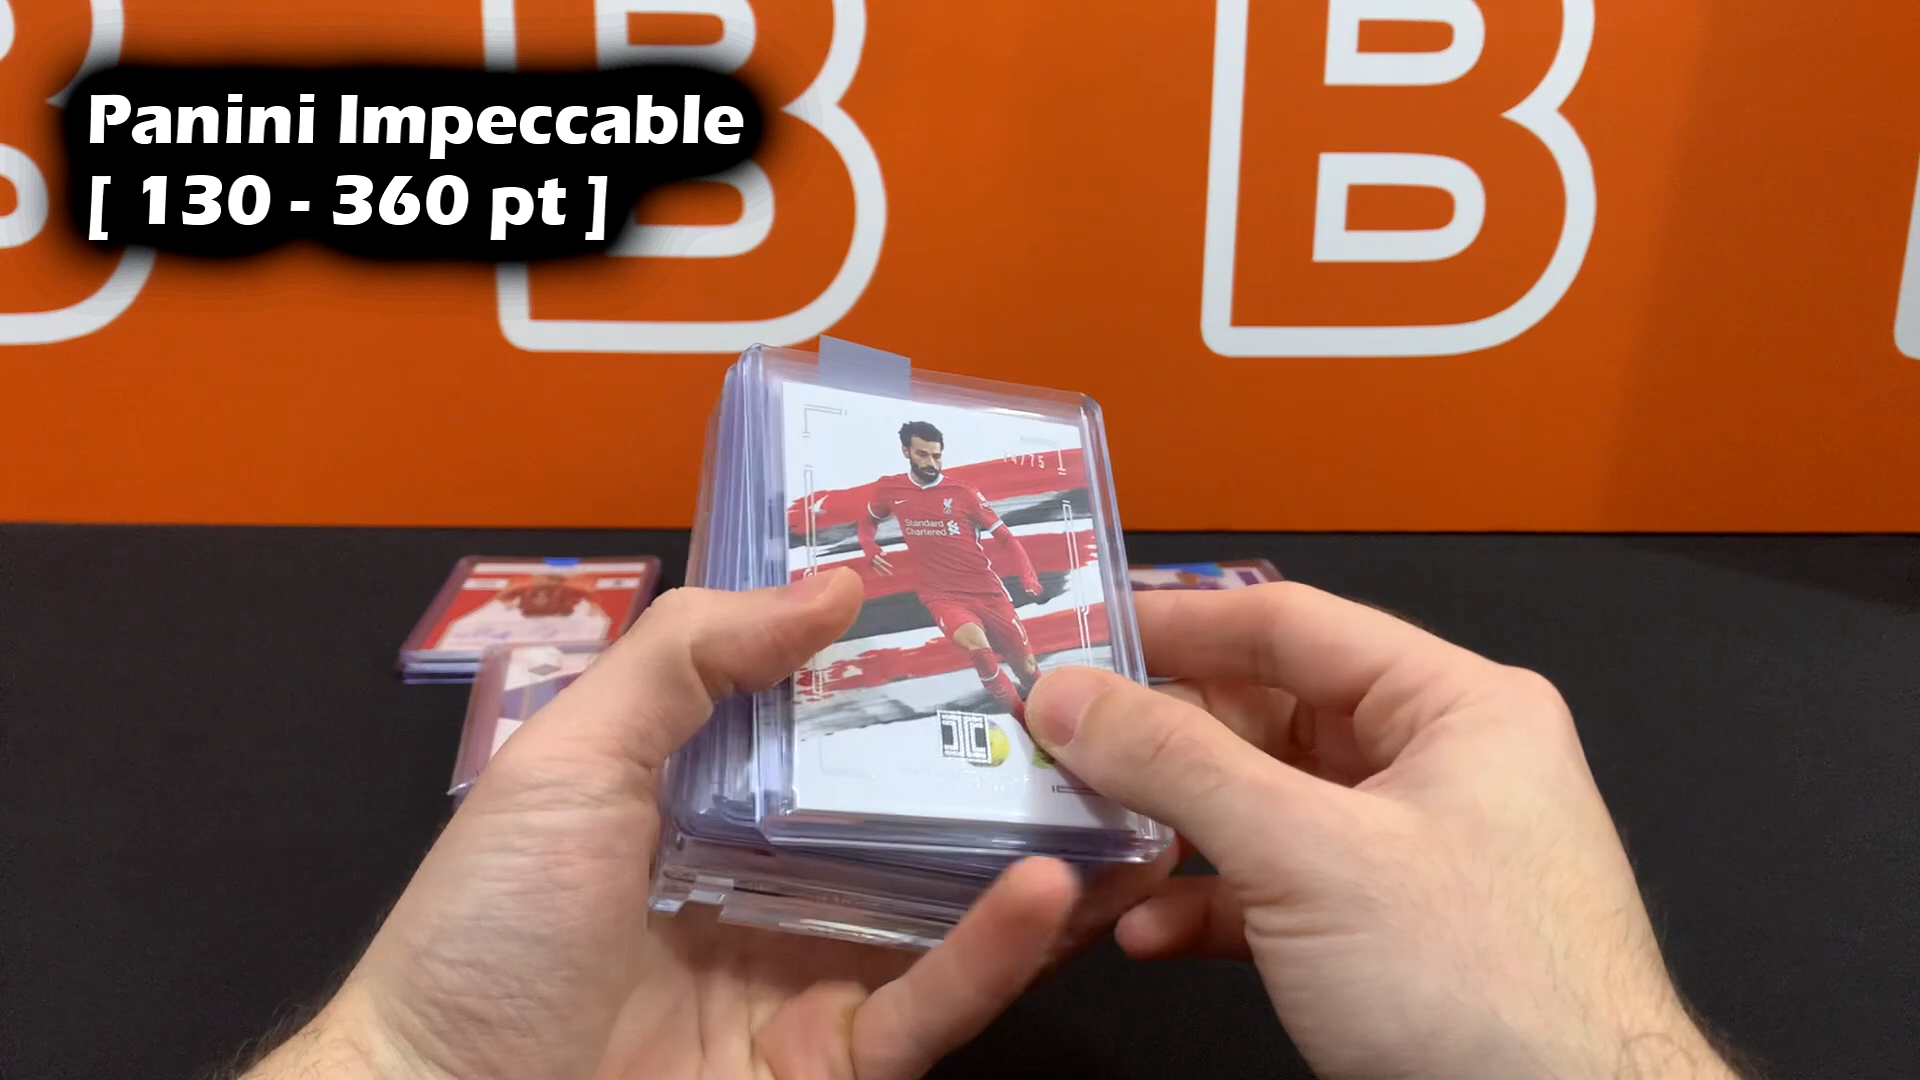 Panini Impeccable
[ 130 - 360 pt ]
B B
Standard
Chartered